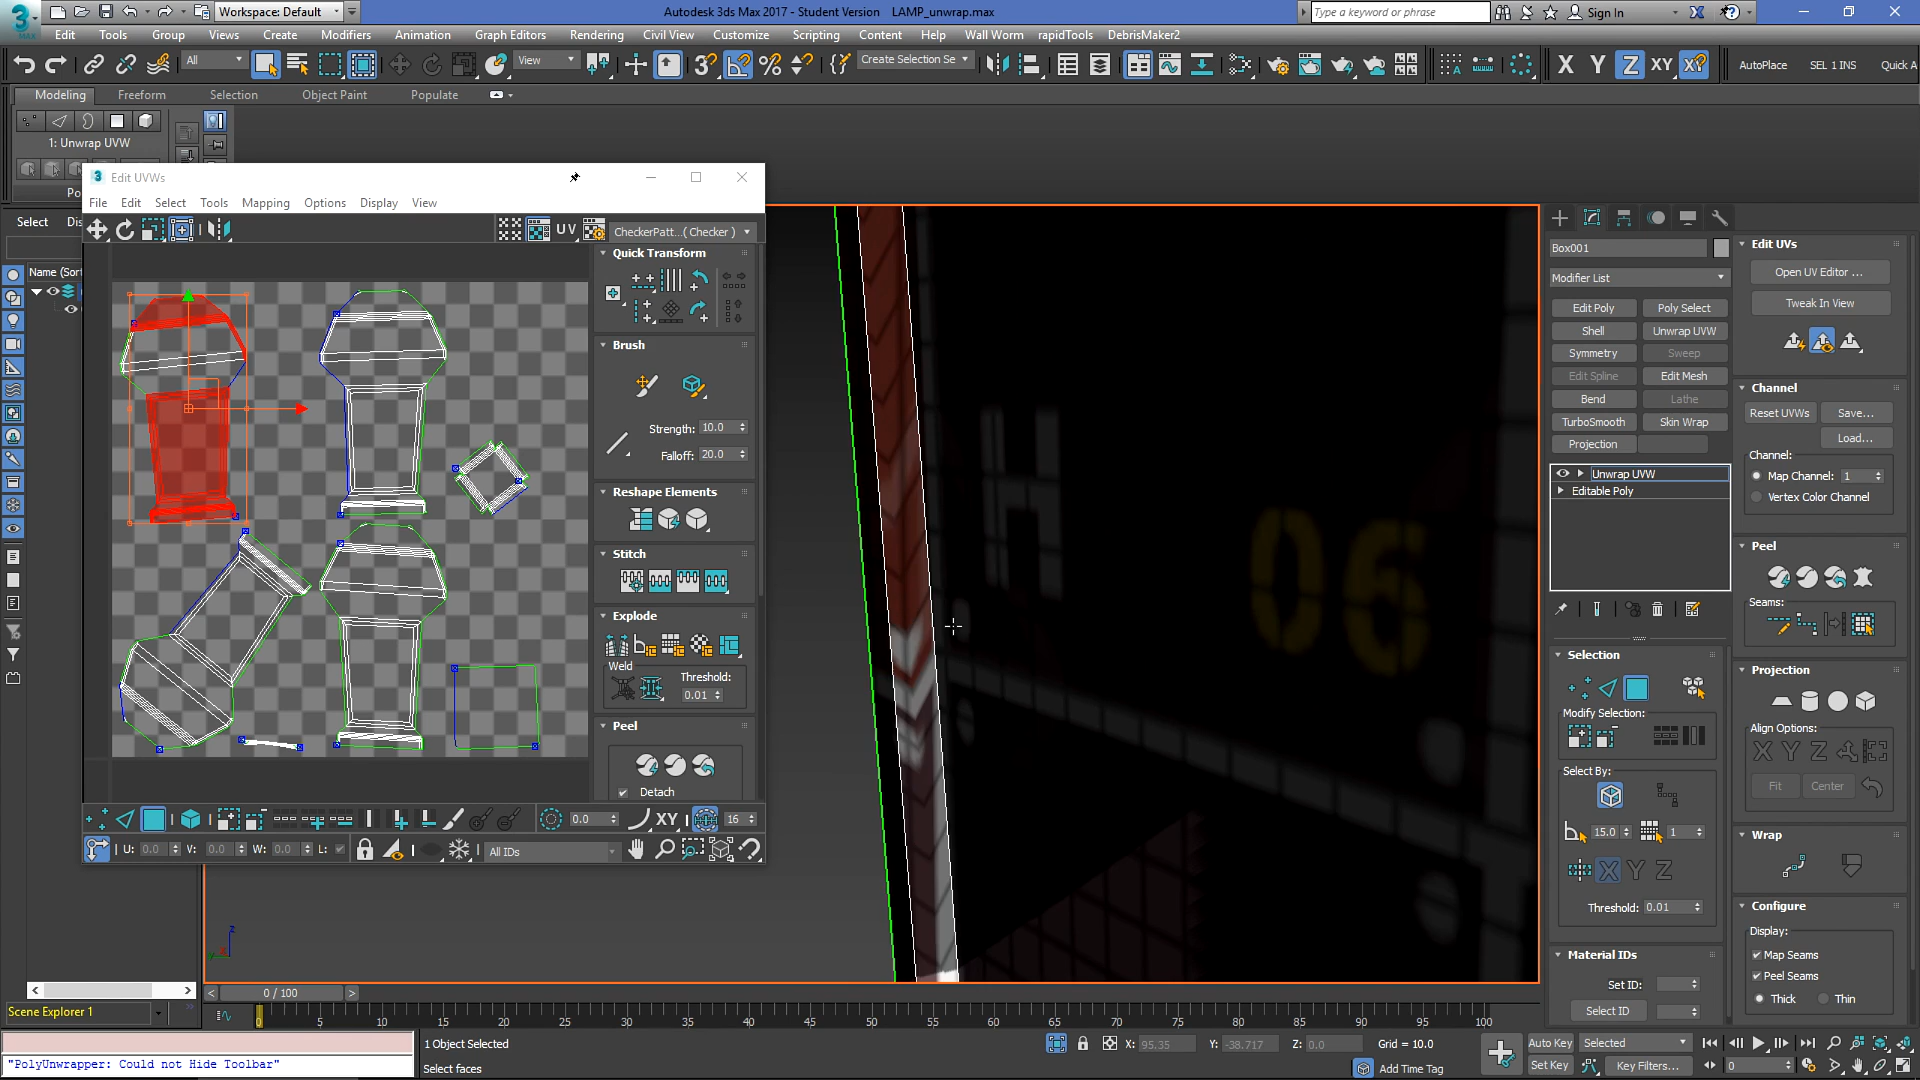 Workspace: Default
Autodesk 3ds Max 2017 - Student Version    LAMP_unwrap.max
Type a keyword or phrase
Sign In
Edit Tools Group Views Create Modifiers Animation Graph Editors Rendering Civil View Customize Scripting Content Help Wall Worm rapidTools DebrisMaker2
All
View
Create Selection Se
X Y Z XY
AutoPlace SEL 1 INS Quick A
Modeling Freeform Selection Object Paint Populate
1: Unwrap UVW
Edit UVWs
File Edit Select Tools Mapping Options Display View
UV
CheckerPatt...( Checker )
Quick Transform
Brush
Strength: 10.0
Falloff: 20.0
Reshape Elements
Stitch
Explode
Weld
Threshold:
0.01
Peel
Detach
0.0
XY
16
U: 0.0 V: 0.0 W: 0.0 L:
All IDs
Select
Name (Sor
06
Box001
Modifier List
Edit Poly Poly Select
Shell Unwrap UVW
Symmetry Sweep
Edit Spline Edit Mesh
Bend Lathe
TurboSmooth Skin Wrap
Projection
Unwrap UVW
Editable Poly
Selection
Modify Selection:
Select By:
15.0
1
X Y Z
Threshold: 0.01
Material IDs
Set ID:
Select ID
Edit UVs
Open UV Editor ...
Tweak In View
Channel
Reset UVWs Save...
Load...
Channel:
Map Channel: 1
Vertex Color Channel
Peel
Seams:
Projection
Align Options:
X Y Z
Fit Center
Wrap
Configure
Display:
Map Seams
Peel Seams
Thick Thin
Scene Explorer 1
0 / 100
0 5 10 15 20 25 30 35 40 45 50 55 60 65 70 75 80 85 90 95 100
"PolyUnwrapper: Could not Hide Toolbar"
1 Object Selected
Select faces
X: 95.35 Y: -38.717 Z: 0.0 Grid = 10.0
Add Time Tag
Auto Key Selected
Set Key Key Filters...
0